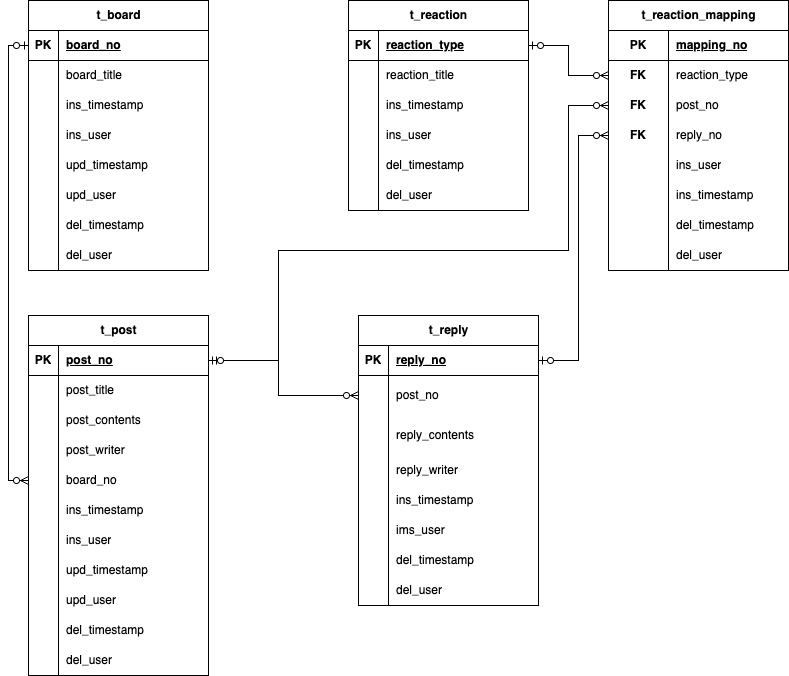 t_board
PK board_no
board_title
ins_timestamp
ins_user
upd_timestamp
upd_user
del_timestamp
del_user
t_reaction
PK reaction_type
reaction_title
ins_timestamp
ins_user
del_timestamp
del_user
t_reaction_mapping
PK mapping_no
FK reaction_type
FK post_no
FK reply_no
ins_user
ins_timestamp
del_timestamp
del_user
t_post
PK post_no
post_title
post_contents
post_writer
board_no
ins_timestamp
ins_user
upd_timestamp
upd_user
del_timestamp
del_user
t_reply
PK reply_no
post_no
reply_contents
reply_writer
ins_timestamp
ims_user
del_timestamp
del_user